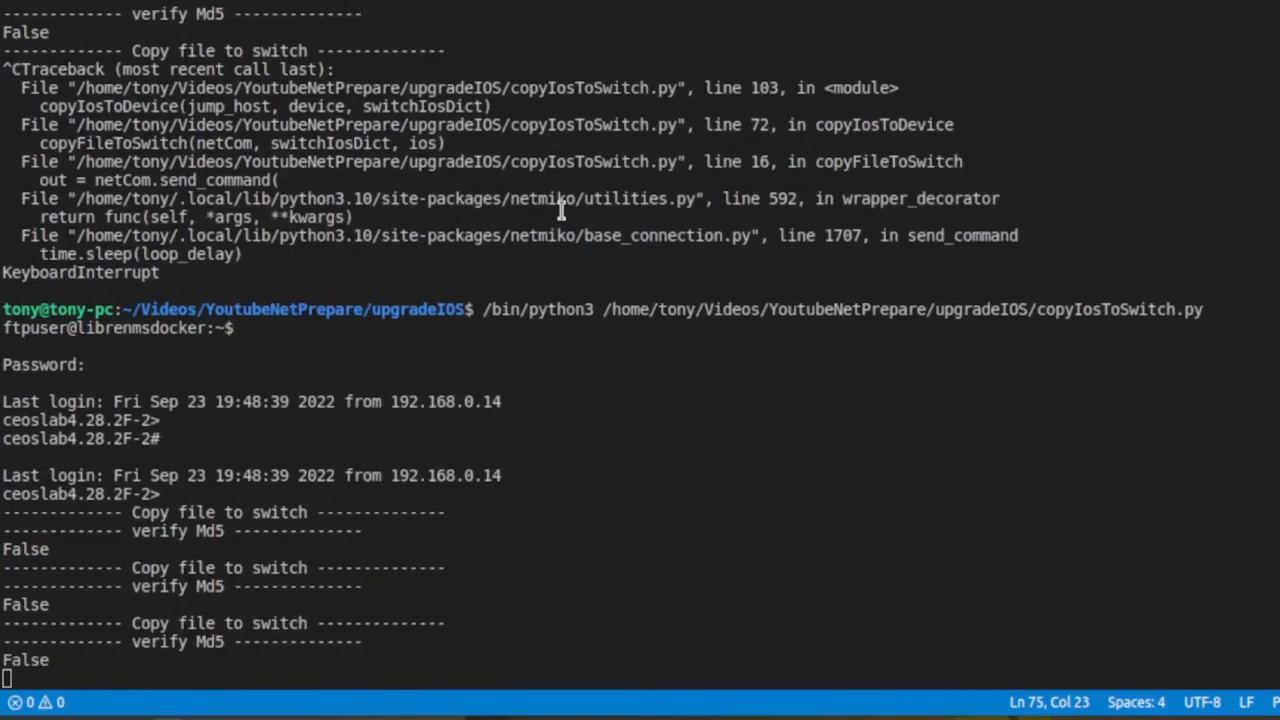 ------------- verify Md5 --------------
False
------------- Copy file to switch --------------
^CTraceback (most recent call last):
  File "/home/tony/Videos/YoutubeNetPrepare/upgradeIOS/copyIosToSwitch.py", line 103, in <module>
    copyIosToDevice(jump_host, device, switchIosDict)
  File "/home/tony/Videos/YoutubeNetPrepare/upgradeIOS/copyIosToSwitch.py", line 72, in copyIosToDevice
    copyFileToSwitch(netCom, switchIosDict, ios)
  File "/home/tony/Videos/YoutubeNetPrepare/upgradeIOS/copyIosToSwitch.py", line 16, in copyFileToSwitch
    out = netCom.send_command(
  File "/home/tony/.local/lib/python3.10/site-packages/netmiko/utilities.py", line 592, in wrapper_decorator
    return func(self, *args, **kwargs)
  File "/home/tony/.local/lib/python3.10/site-packages/netmiko/base_connection.py", line 1707, in send_command
    time.sleep(loop_delay)
KeyboardInterrupt
tony@tony-pc:~/Videos/YoutubeNetPrepare/upgradeIOS$ /bin/python3 /home/tony/Videos/YoutubeNetPrepare/upgradeIOS/copyIosToSwitch.py
ftpuser@librenmsdocker:~$
Password:
Last login: Fri Sep 23 19:48:39 2022 from 192.168.0.14
ceoslab4.28.2F-2>
ceoslab4.28.2F-2#
Last login: Fri Sep 23 19:48:39 2022 from 192.168.0.14
ceoslab4.28.2F-2>
------------- Copy file to switch --------------
------------- verify Md5 --------------
False
------------- Copy file to switch --------------
------------- verify Md5 --------------
False
------------- Copy file to switch --------------
------------- verify Md5 --------------
False
0 0 Ln 75, Col 23 Spaces: 4 UTF-8 LF